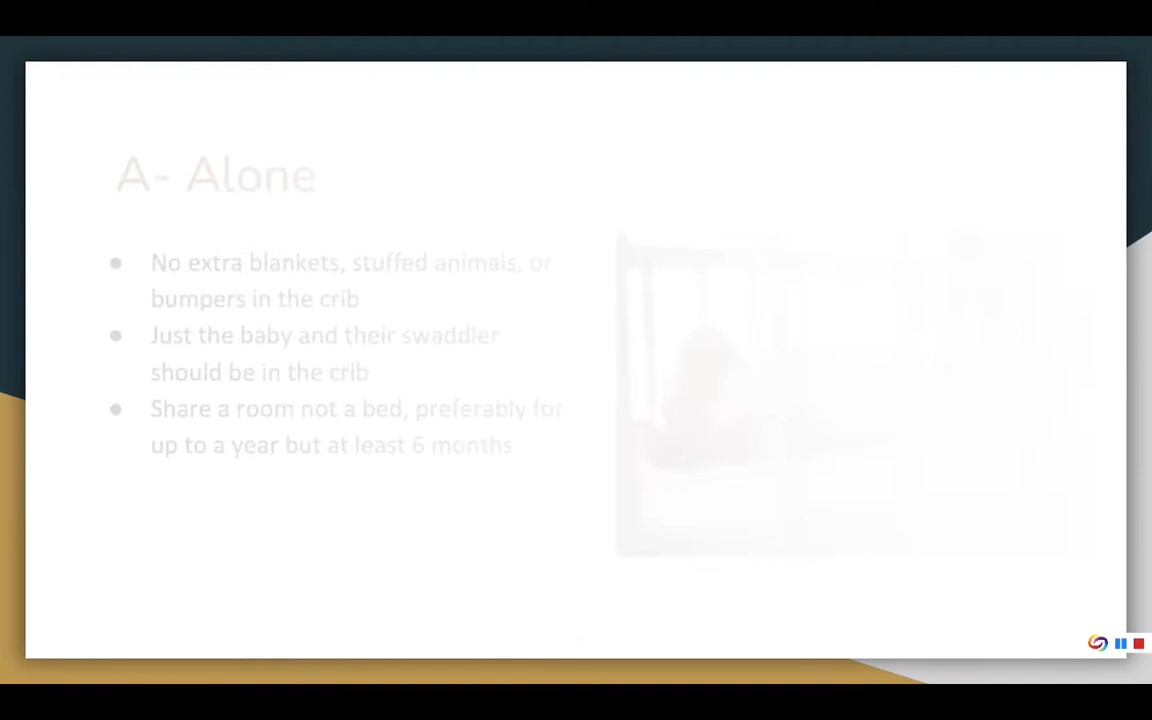 A- Alone
● No extra blankets, stuffed animals, or
bumpers in the crib
● Just the baby and their swaddler
should be in the crib
● Share a room not a bed, preferably for
up to a year but at least 6 months